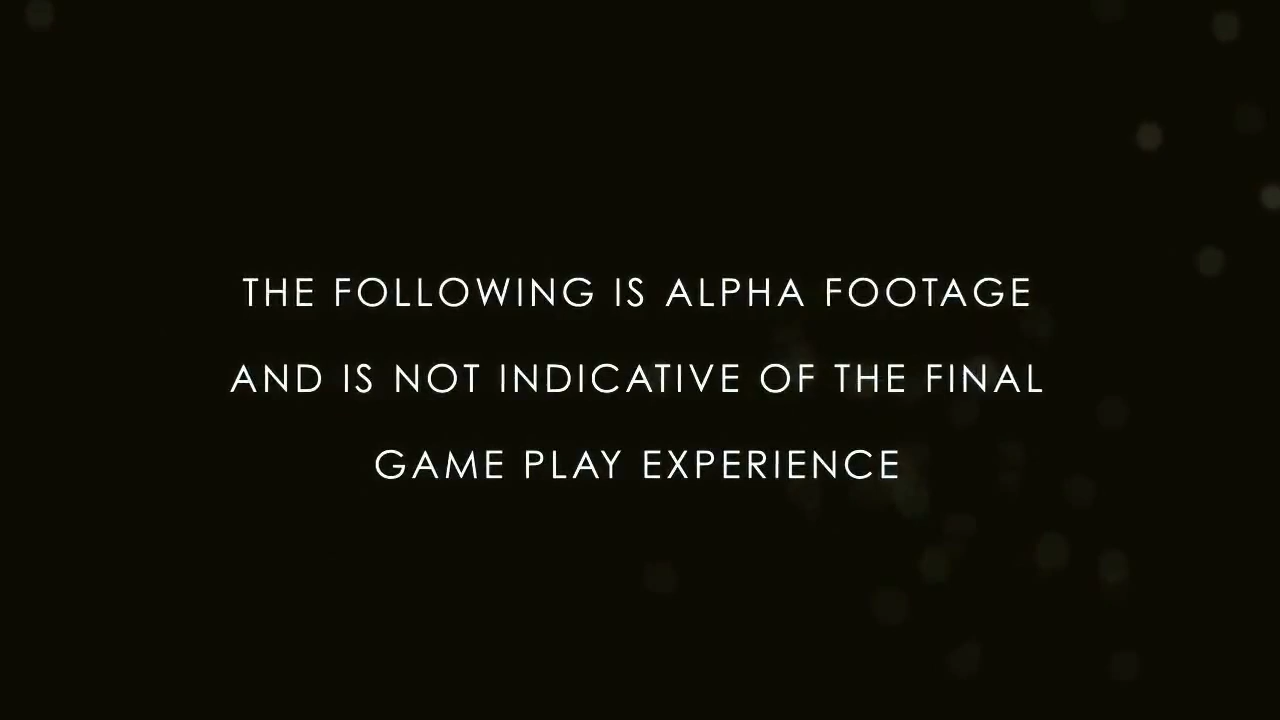 THE FOLLOWING IS ALPHA FOOTAGE
AND IS NOT INDICATIVE OF THE FINAL
GAME PLAY EXPERIENCE